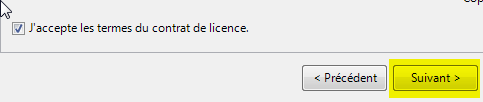 J'accepte les termes du contrat de licence.
< Précédent
Suivant >